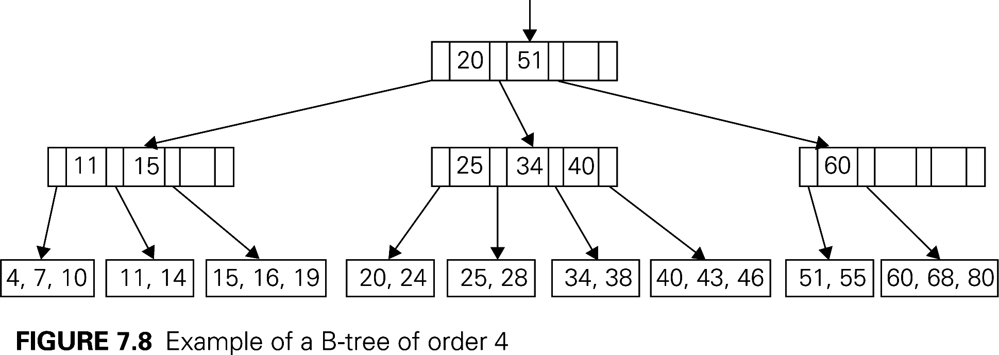 20 51
11 15
25 34 40
60
4, 7, 10
11, 14
15, 16, 19
20, 24
25, 28
34, 38
40, 43, 46
51, 55
60, 68, 80
FIGURE 7.8 Example of a B-tree of order 4